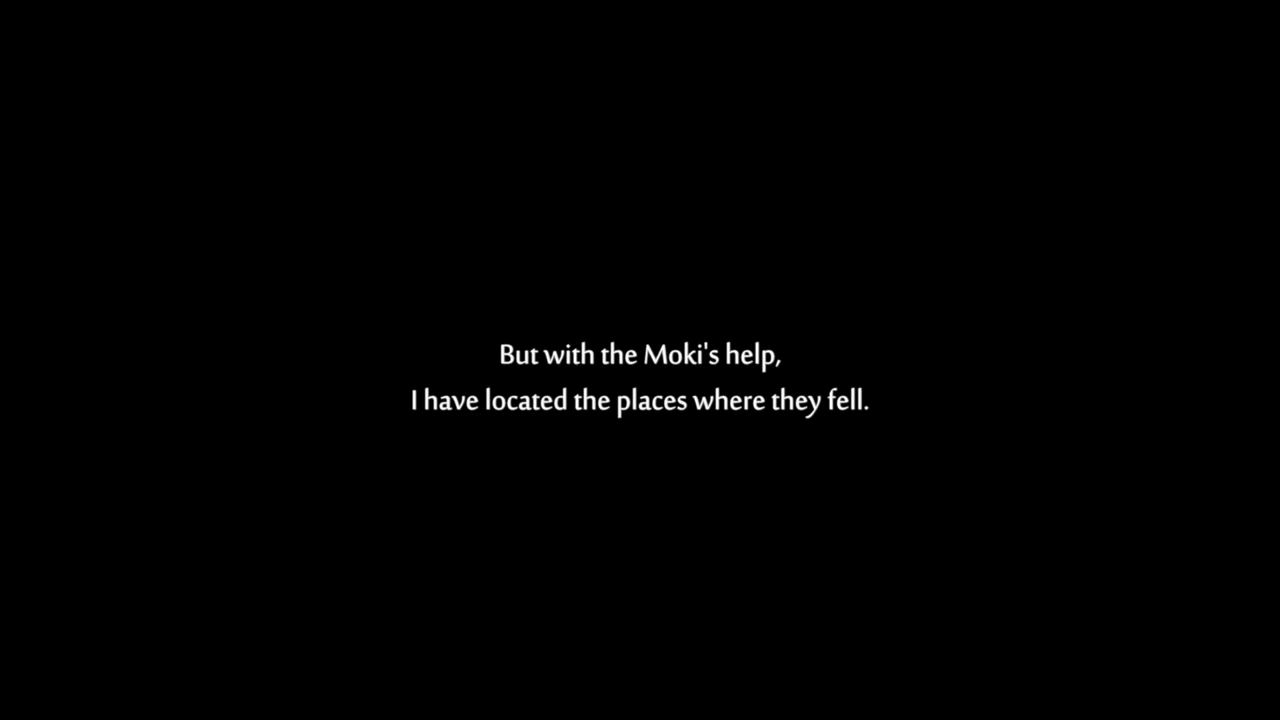 But with the Moki's help,
I have located the places where they fell.